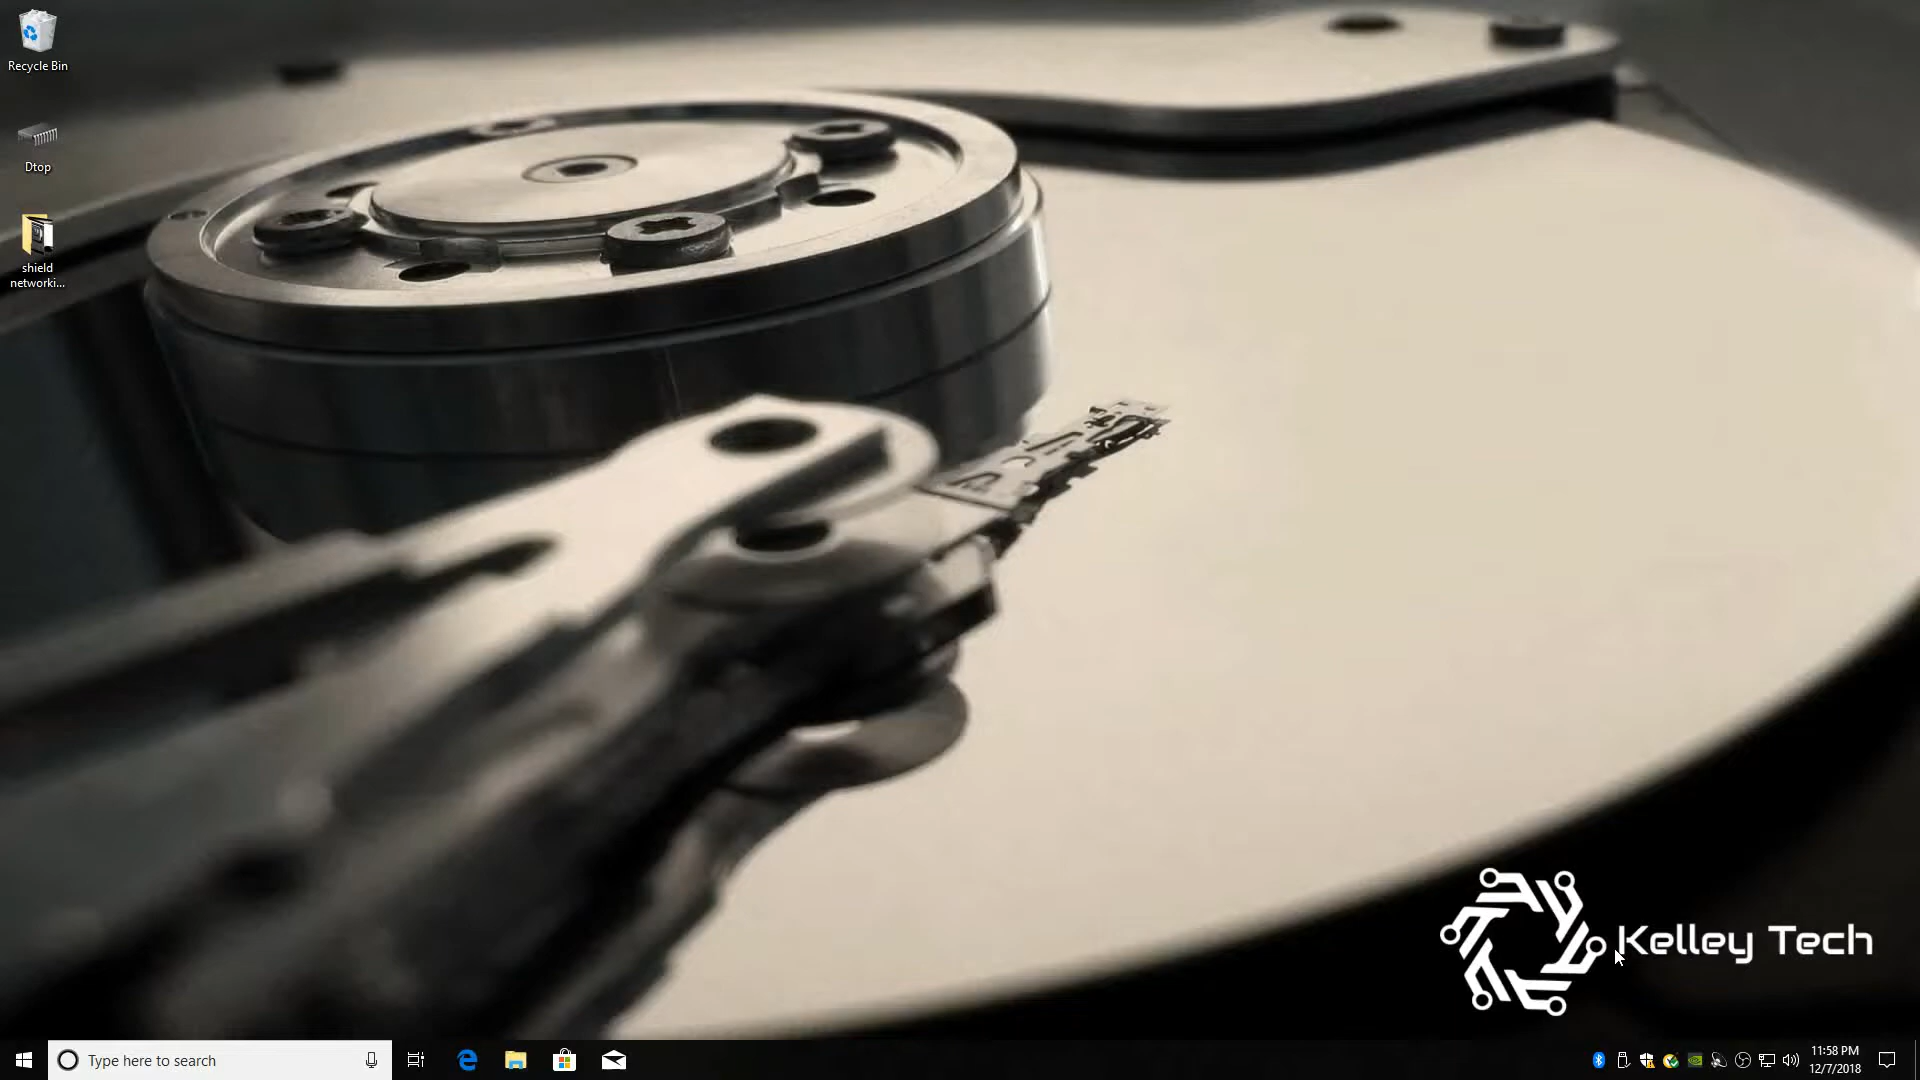 Recycle Bin
Dtop
shield
networki...
Kelley Tech
Type here to search
11:58 PM
12/7/2018